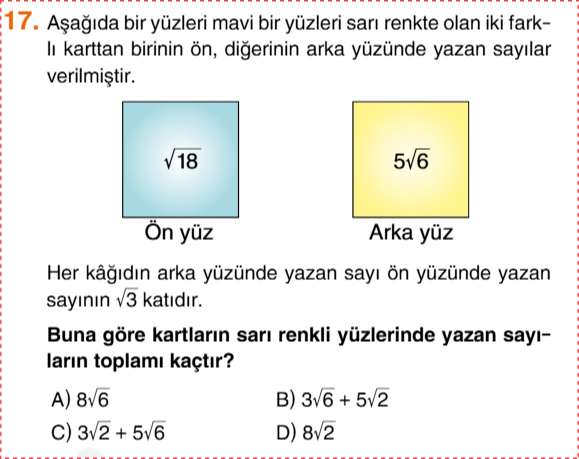 17. Aşağıda bir yüzleri mavi bir yüzleri sarı renkte olan iki fark-
lı karttan birinin ön, diğerinin arka yüzünde yazan sayılar
verilmiştir.
√18 5√6
Ön yüz Arka yüz
Her kâğıdın arka yüzünde yazan sayı ön yüzünde yazan
sayının √3 katıdır.
Buna göre kartların sarı renkli yüzlerinde yazan sayı-
ların toplamı kaçtır?
A) 8√6 B) 3√6 + 5√2
C) 3√2 + 5√6 D) 8√2